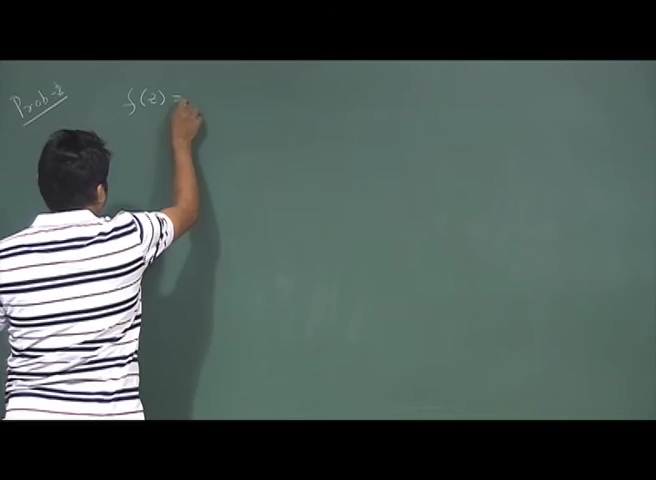 Prob-2
f(z) =